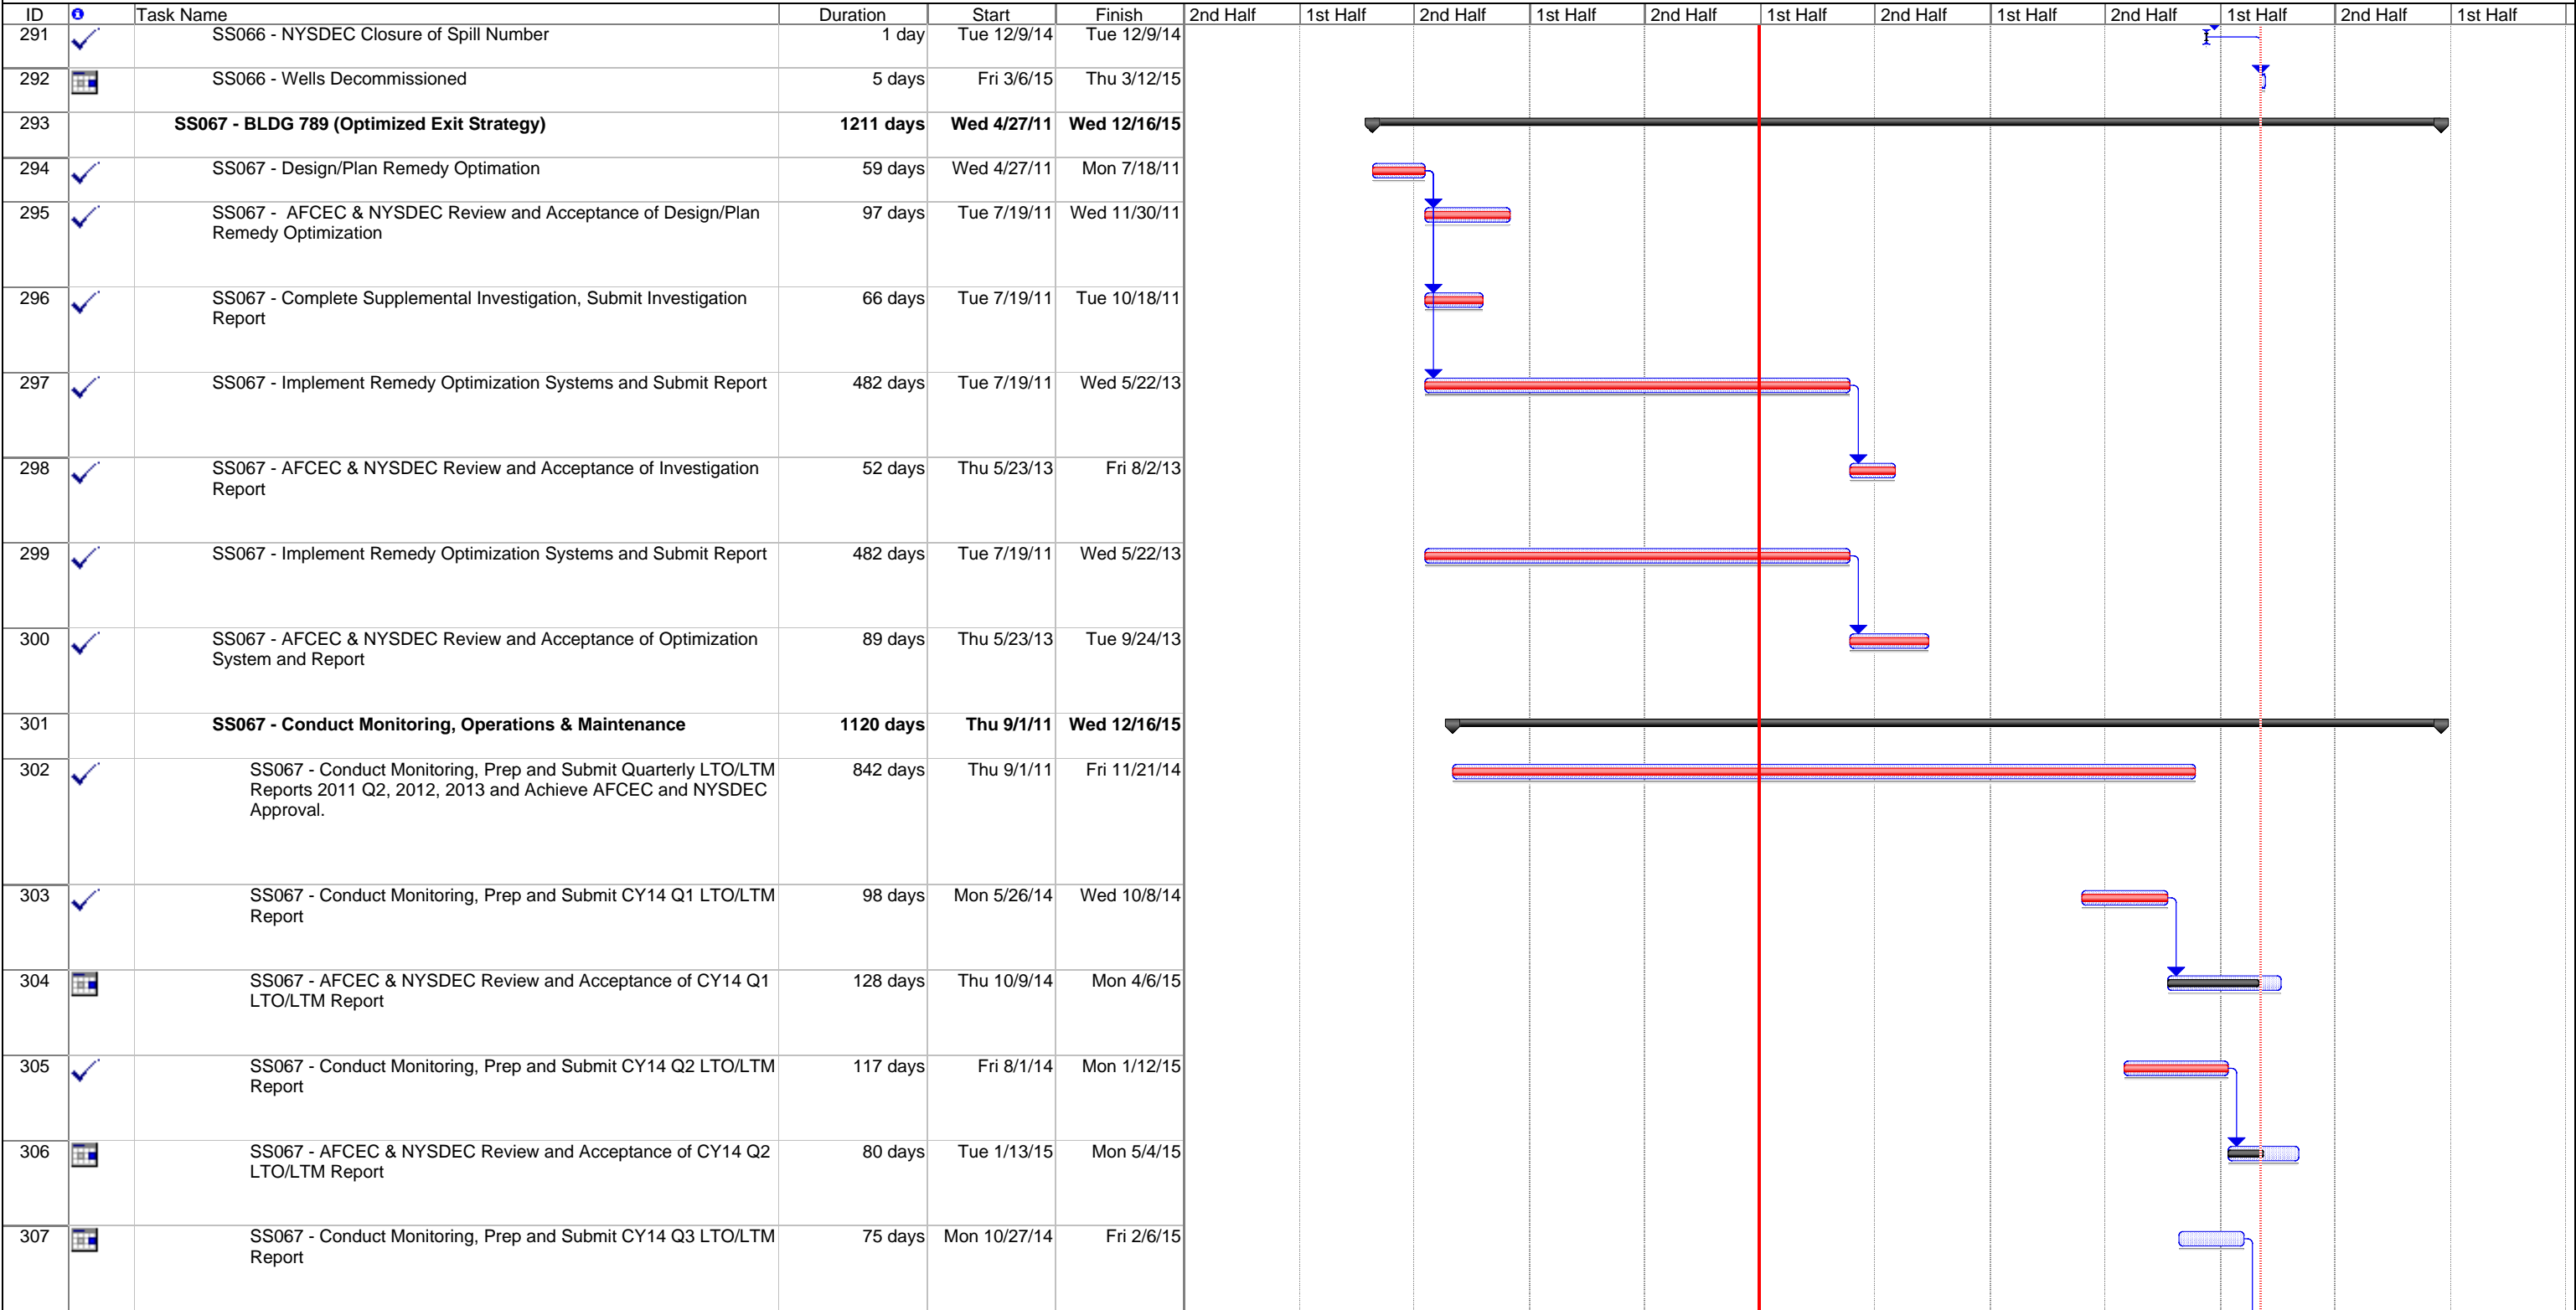 ID Task Name Duration Start Finish 2nd Half 1st Half 2nd Half 1st Half 2nd Half 1st Half 2nd Half 1st Half 2nd Half 1st Half 2nd Half 1st Half
291 SS066 - NYSDEC Closure of Spill Number 1 day Tue 12/9/14 Tue 12/9/14
292 SS066 - Wells Decommissioned 5 days Fri 3/6/15 Thu 3/12/15
293 SS067 - BLDG 789 (Optimized Exit Strategy) 1211 days Wed 4/27/11 Wed 12/16/15
294 SS067 - Design/Plan Remedy Optimation 59 days Wed 4/27/11 Mon 7/18/11
295 SS067 - AFCEC & NYSDEC Review and Acceptance of Design/Plan 97 days Tue 7/19/11 Wed 11/30/11
Remedy Optimization
296 SS067 - Complete Supplemental Investigation, Submit Investigation 66 days Tue 7/19/11 Tue 10/18/11
Report
297 SS067 - Implement Remedy Optimization Systems and Submit Report 482 days Tue 7/19/11 Wed 5/22/13
298 SS067 - AFCEC & NYSDEC Review and Acceptance of Investigation 52 days Thu 5/23/13 Fri 8/2/13
Report
299 SS067 - Implement Remedy Optimization Systems and Submit Report 482 days Tue 7/19/11 Wed 5/22/13
300 SS067 - AFCEC & NYSDEC Review and Acceptance of Optimization 89 days Thu 5/23/13 Tue 9/24/13
System and Report
301 SS067 - Conduct Monitoring, Operations & Maintenance 1120 days Thu 9/1/11 Wed 12/16/15
302 SS067 - Conduct Monitoring, Prep and Submit Quarterly LTO/LTM 842 days Thu 9/1/11 Fri 11/21/14
Reports 2011 Q2, 2012, 2013 and Achieve AFCEC and NYSDEC
Approval.
303 SS067 - Conduct Monitoring, Prep and Submit CY14 Q1 LTO/LTM 98 days Mon 5/26/14 Wed 10/8/14
Report
304 SS067 - AFCEC & NYSDEC Review and Acceptance of CY14 Q1 128 days Thu 10/9/14 Mon 4/6/15
LTO/LTM Report
305 SS067 - Conduct Monitoring, Prep and Submit CY14 Q2 LTO/LTM 117 days Fri 8/1/14 Mon 1/12/15
Report
306 SS067 - AFCEC & NYSDEC Review and Acceptance of CY14 Q2 80 days Tue 1/13/15 Mon 5/4/15
LTO/LTM Report
307 SS067 - Conduct Monitoring, Prep and Submit CY14 Q3 LTO/LTM 75 days Mon 10/27/14 Fri 2/6/15
Report